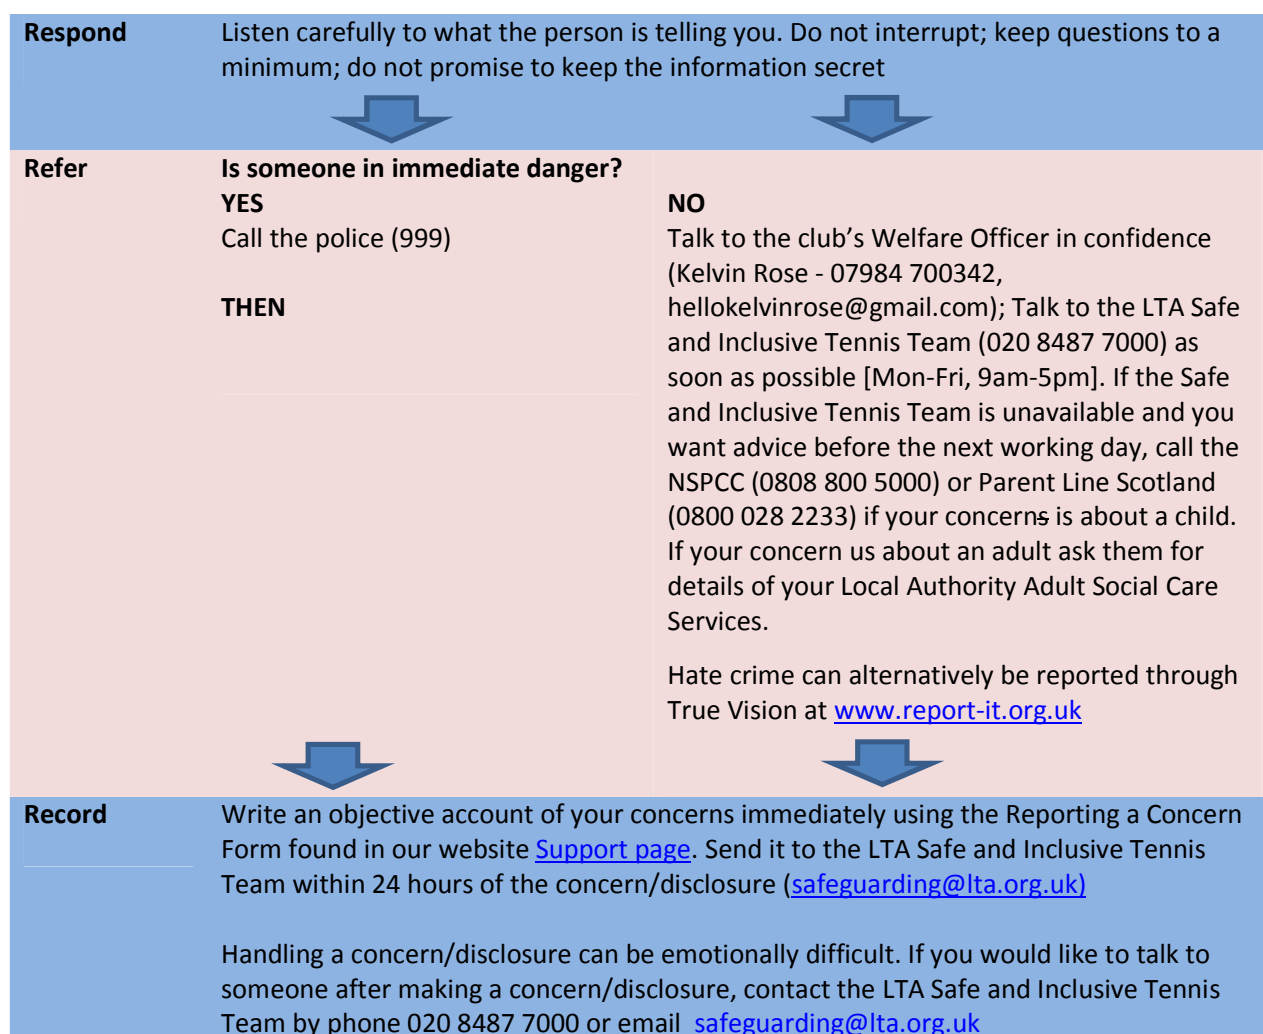 Respond
Listen carefully to what the person is telling you. Do not interrupt; keep questions to a
minimum; do not promise to keep the information secret
Refer
Is someone in immediate danger?
YES
Call the police (999)
THEN
NO
Talk to the club’s Welfare Officer in confidence
(Kelvin Rose - 07984 700342,
hellokelvinrose@gmail.com); Talk to the LTA Safe
and Inclusive Tennis Team (020 8487 7000) as
soon as possible [Mon-Fri, 9am-5pm]. If the Safe
and Inclusive Tennis Team is unavailable and you
want advice before the next working day, call the
NSPCC (0808 800 5000) or Parent Line Scotland
(0800 028 2233) if your concerns is about a child.
If your concern us about an adult ask them for
details of your Local Authority Adult Social Care
Services.
Hate crime can alternatively be reported through
True Vision at www.report-it.org.uk
Record
Write an objective account of your concerns immediately using the Reporting a Concern
Form found in our website Support page. Send it to the LTA Safe and Inclusive Tennis
Team within 24 hours of the concern/disclosure (safeguarding@lta.org.uk)
Handling a concern/disclosure can be emotionally difficult. If you would like to talk to
someone after making a concern/disclosure, contact the LTA Safe and Inclusive Tennis
Team by phone 020 8487 7000 or email safeguarding@lta.org.uk